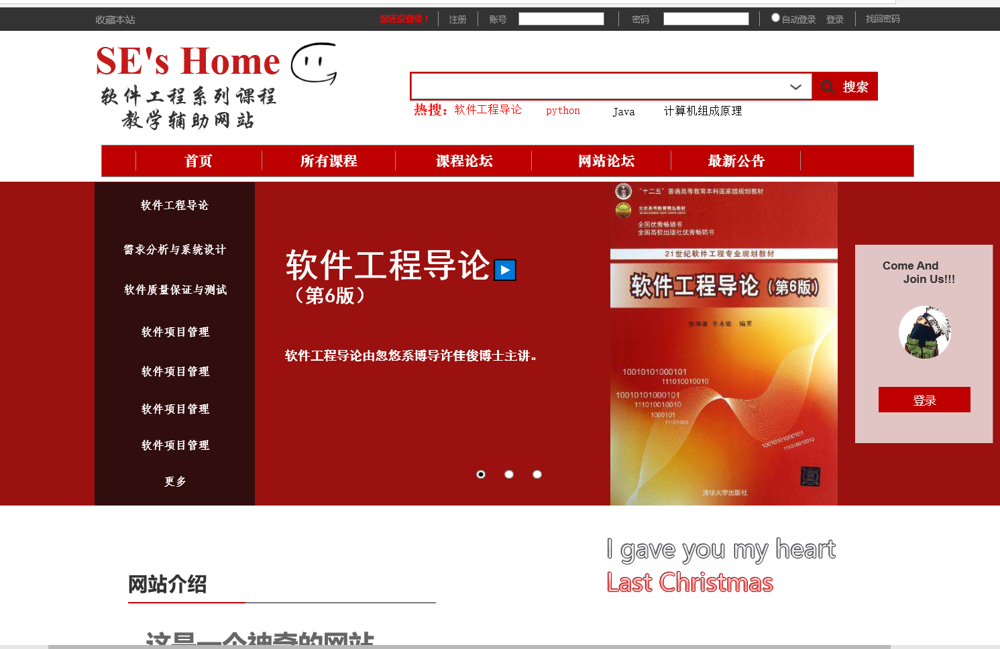 收藏本站
您还没登录！ 注册 账号 密码 自动登录 登录 找回密码
SE's Home
软件工程系列课程
教学辅助网站
搜索
热搜：软件工程导论 python Java 计算机组成原理
首页 所有课程 课程论坛 网站论坛 最新公告
软件工程导论
需求分析与系统设计
软件质量保证与测试
软件项目管理
软件项目管理
软件项目管理
软件项目管理
更多
软件工程导论
（第6版）
软件工程导论由忽悠系博导许佳俊博士主讲。
"十二五"普通高等教育本科国家级规划教材
北京高等教育精品教材
全国优秀畅销书
全国高校出版社优秀畅销书
21世纪软件工程专业规划教材
软件工程导论（第6版）
张海藩 牟永敏 编著
10010101000101
111010010010
10010101000101
111010010010
1000101
11101001
10010101000101
111010010010
清华大学出版社
Come And
Join Us!!!
登录
I gave you my heart
Last Christmas
网站介绍
这是一个神奇的网站